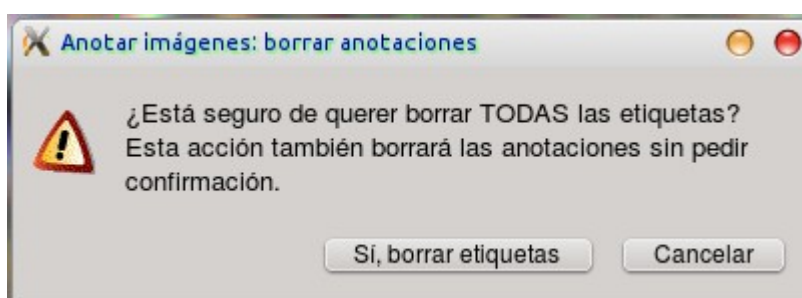 Anotar imágenes: borrar anotaciones
¿Está seguro de querer borrar TODAS las etiquetas?
Esta acción también borrará las anotaciones sin pedir
confirmación.
Sí, borrar etiquetas Cancelar